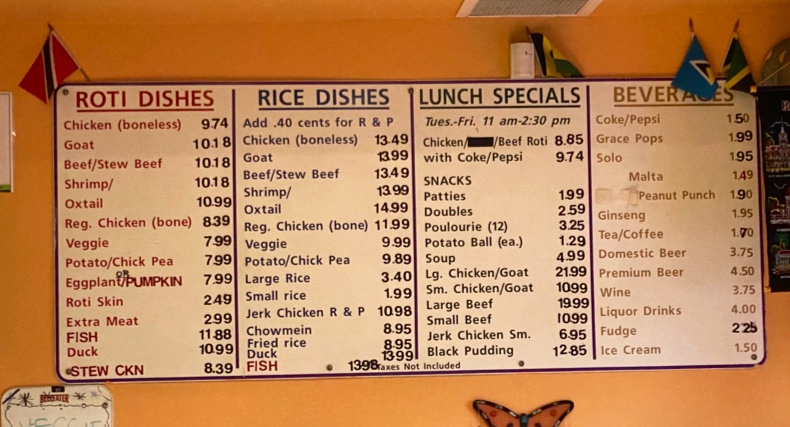 ROTI DISHES
Chicken (boneless) 9.74
Goat 10.18
Beef/Stew Beef 10.18
Shrimp/ 10.18
Oxtail 10.99
Reg. Chicken (bone) 8.39
Veggie 7.99
Potato/Chick Pea 7.99
OR
Eggplant/PUMPKIN 7.99
Roti Skin 2.49
Extra Meat 2.99
FISH 11.88
Duck 10.99
STEW CKN 8.39
RICE DISHES
Add .40 cents for R & P
Chicken (boneless) 13.49
Goat 13.99
Beef/Stew Beef 13.49
Shrimp/ 13.99
Oxtail 14.99
Reg. Chicken (bone) 11.99
Veggie 9.99
Potato/Chick Pea 9.89
Large Rice 3.40
Small rice 1.99
Jerk Chicken R & P 10.98
Chowmein 8.95
Fried rice 8.95
Duck 13.99
FISH 13.98
Taxes Not Included
LUNCH SPECIALS
Tues.-Fri. 11 am-2:30 pm
Chicken/ /Beef Roti 8.85
with Coke/Pepsi 9.74
SNACKS
Patties 1.99
Doubles 2.59
Poulourie (12) 3.25
Potato Ball (ea.) 1.29
Soup 4.99
Lg. Chicken/Goat 21.99
Sm. Chicken/Goat 10.99
Large Beef 19.99
Small Beef 10.99
Jerk Chicken Sm. 6.95
Black Pudding 12.85
BEVERAGES
Coke/Pepsi 1.50
Grace Pops 1.99
Solo 1.95
Malta 1.49
Peanut Punch 1.90
Ginseng 1.95
Tea/Coffee
Domestic Beer 3.75
Premium Beer 4.50
Wine 3.75
Liquor Drinks 4.00
Fudge 2.25
Ice Cream 1.50
BEEFEATER
VEGGIE